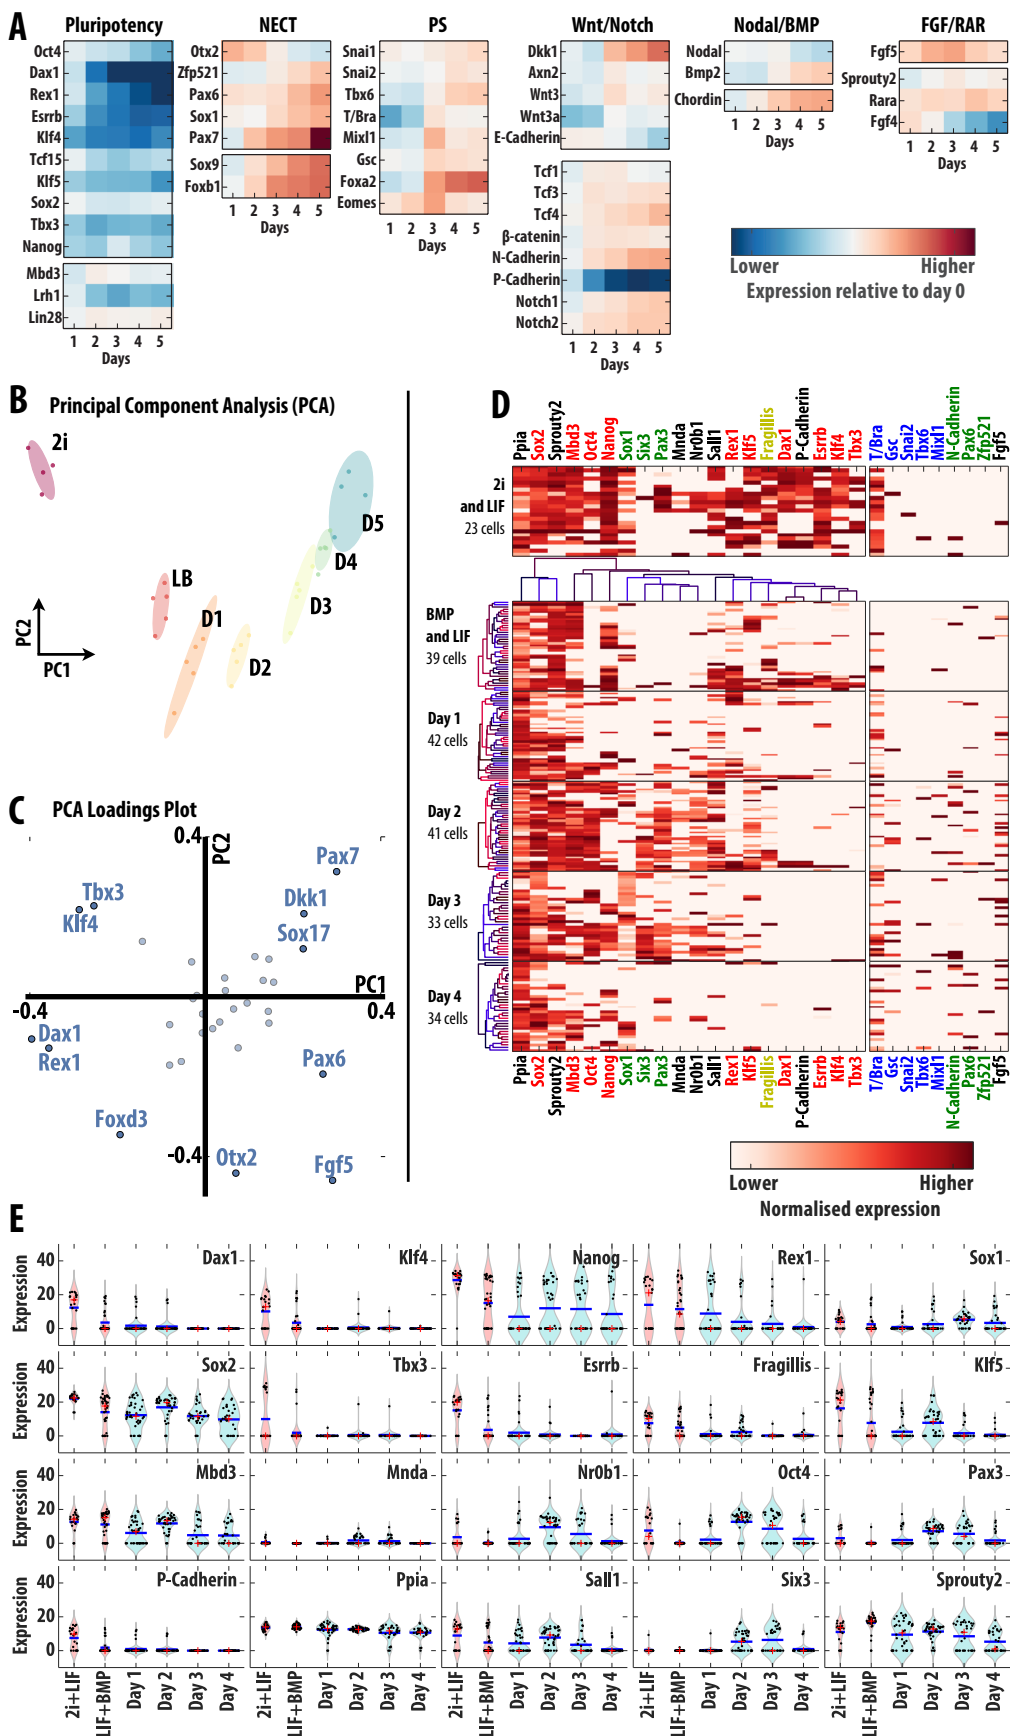 A
Pluripotency
Oct4
Dax1
Rex1
Esrrb
Klf4
Tcf15
Klf5
Sox2
Tbx3
Nanog
Mbd3
Lrh1
Lin28
1 2 3 4 5
Days
NECT
Otx2
Zfp521
Pax6
Sox1
Pax7
Sox9
Foxb1
1 2 3 4 5
Days
PS
Snai1
Snai2
Tbx6
T/Bra
Mixl1
Gsc
Foxa2
Eomes
1 2 3 4 5
Days
Wnt/Notch
Dkk1
Axn2
Wnt3
Wnt3a
E-Cadherin
Tcf1
Tcf3
Tcf4
β-catenin
N-Cadherin
P-Cadherin
Notch1
Notch2
1 2 3 4 5
Days
Nodal/BMP
Nodal
Bmp2
Chordin
1 2 3 4 5
Days
FGF/RAR
Fgf5
Sprouty2
Rara
Fgf4
1 2 3 4 5
Days
Lower Higher
Expression relative to day 0
B
Principal Component Analysis (PCA)
2i
D5
D4
LB
D3
D1
D2
PC2
PC1
C
PCA Loadings Plot
0.4
PC2
Pax7
Tbx3
Klf4
Dkk1
Sox17
PC1
-0.4
0.4
Dax1
Rex1
Pax6
Foxd3
-0.4
Otx2
Fgf5
D
Ppia
Sox2
Sprouty2
Mbd3
Oct4
Nanog
Sox1
Six3
Pax3
Mnda
Nr0b1
Sall1
Rex1
Klf5
Fragillis
Dax1
P-Cadherin
Esrrb
Klf4
Tbx3
T/Bra
Gsc
Snai2
Tbx6
Mixl1
N-Cadherin
Pax6
Zfp521
Fgf5
2i
and LIF
23 cells
BMP
and LIF
39 cells
Day 1
42 cells
Day 2
41 cells
Day 3
33 cells
Day 4
34 cells
Ppia
Sox2
Sprouty2
Mbd3
Oct4
Nanog
Sox1
Six3
Pax3
Mnda
Nr0b1
Sall1
Rex1
Klf5
Fragillis
Dax1
P-Cadherin
Esrrb
Klf4
Tbx3
T/Bra
Gsc
Snai2
Tbx6
Mixl1
N-Cadherin
Pax6
Zfp521
Fgf5
Lower Higher
Normalised expression
E
Expression
40
20
0
Dax1
Klf4
Nanog
Rex1
Sox1
Expression
40
20
0
Sox2
Tbx3
Esrrb
Fragillis
Klf5
Expression
40
20
0
Mbd3
Mnda
Nr0b1
Oct4
Pax3
Expression
40
20
0
P-Cadherin
Ppia
Sall1
Six3
Sprouty2
2i+LIF
LIF+BMP
Day 1
Day 2
Day 3
Day 4
2i+LIF
LIF+BMP
Day 1
Day 2
Day 3
Day 4
2i+LIF
LIF+BMP
Day 1
Day 2
Day 3
Day 4
2i+LIF
LIF+BMP
Day 1
Day 2
Day 3
Day 4
2i+LIF
LIF+BMP
Day 1
Day 2
Day 3
Day 4